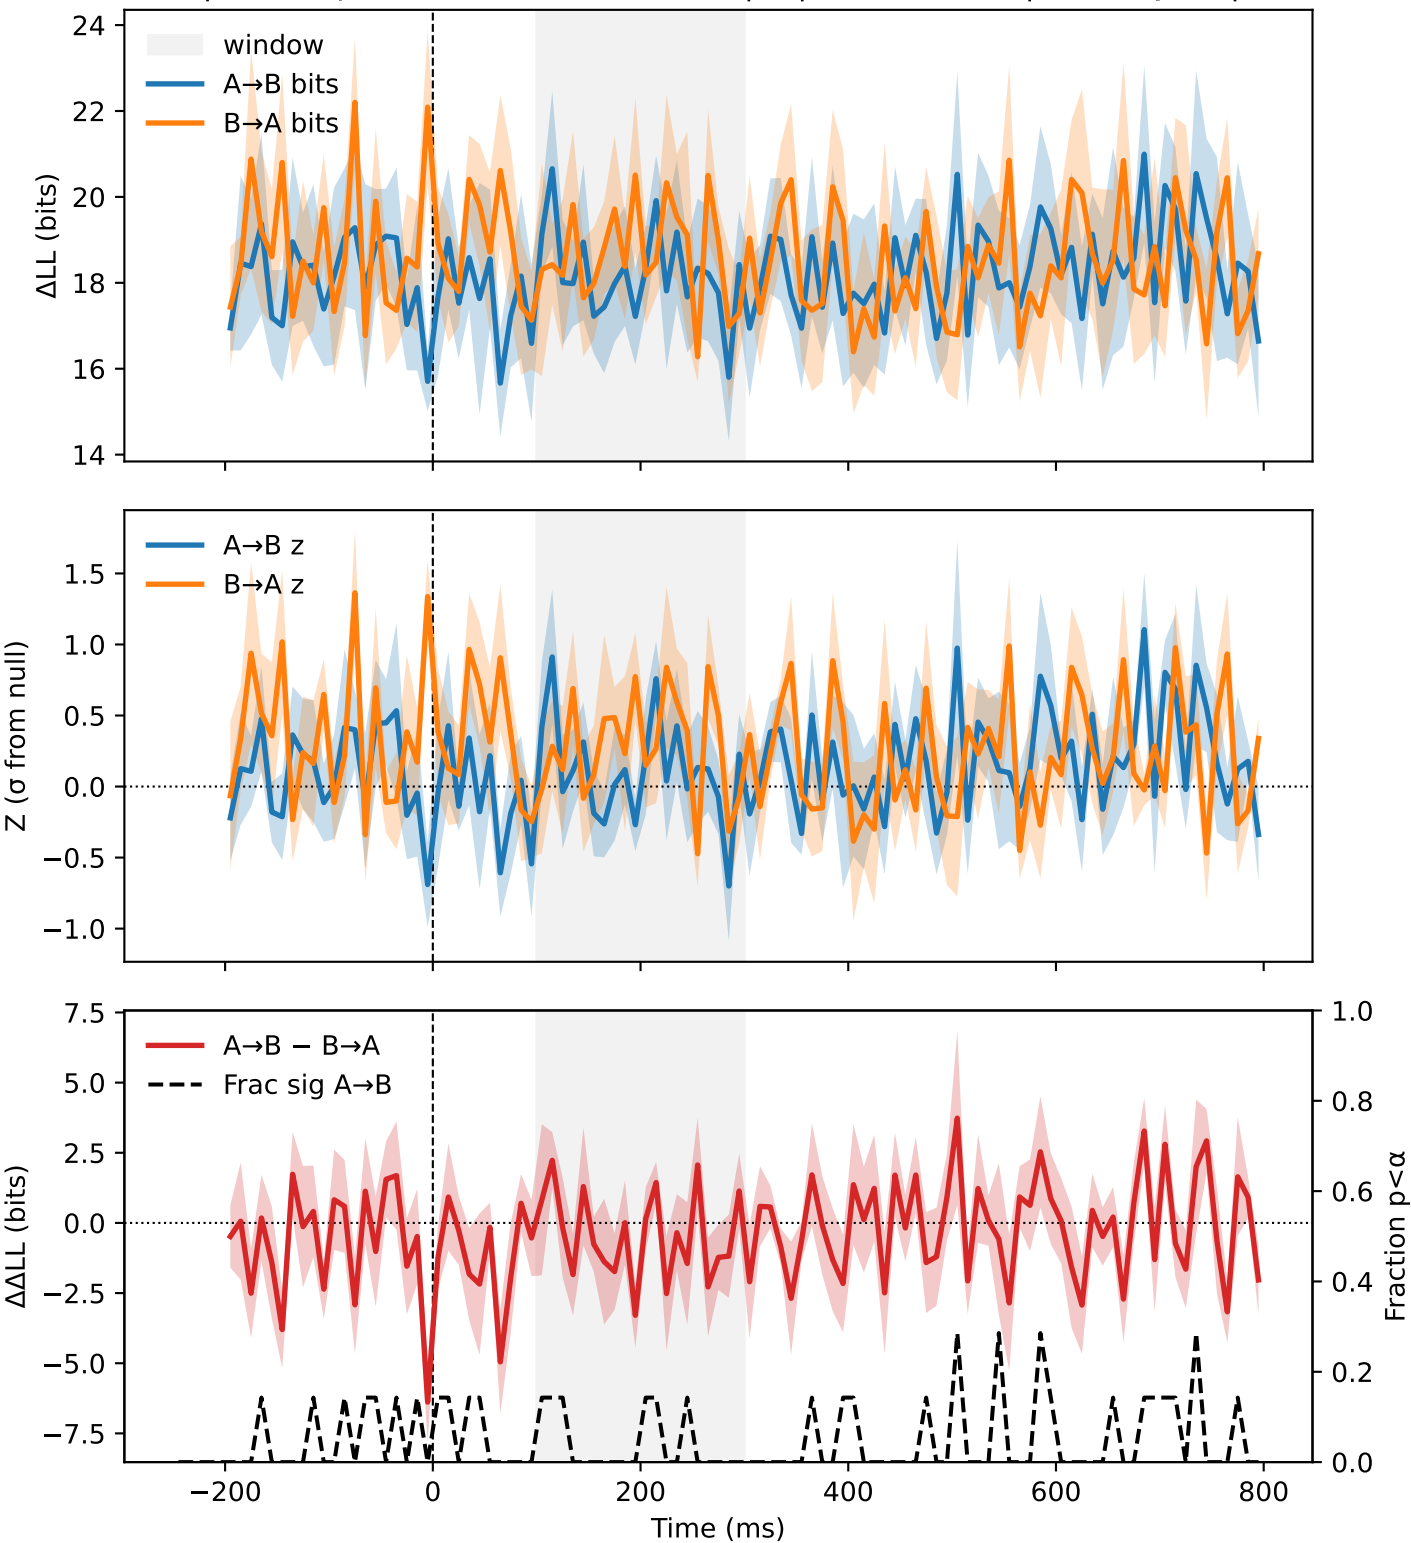 24
22
20
18
16
14
ΔLL (bits)
window
A→B bits
B→A bits
1.5
1.0
0.5
0.0
−0.5
−1.0
Z (σ from null)
A→B z
B→A z
7.5
5.0
2.5
0.0
−2.5
−5.0
−7.5
ΔΔLL (bits)
A→B − B→A
Frac sig A→B
1.0
0.8
0.6
0.4
0.2
0.0
Fraction p<α
−200 0 200 400 600 800
Time (ms)